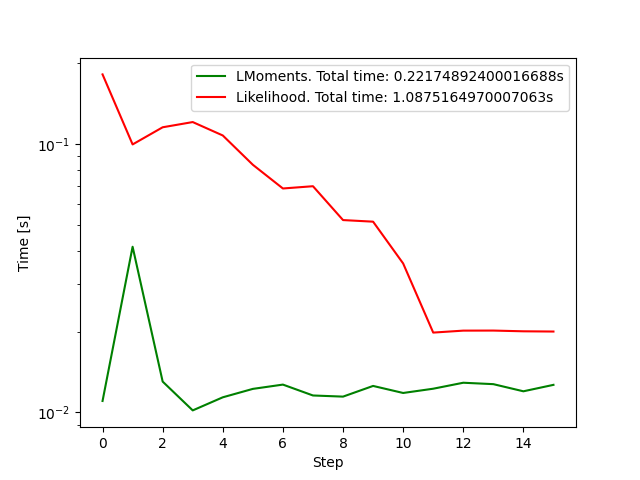 LMoments. Total time: 0.22174892400016688s
Likelihood. Total time: 1.0875164970007063s
10⁻¹
Time [s]
10⁻²
0 2 4 6 8 10 12 14
Step